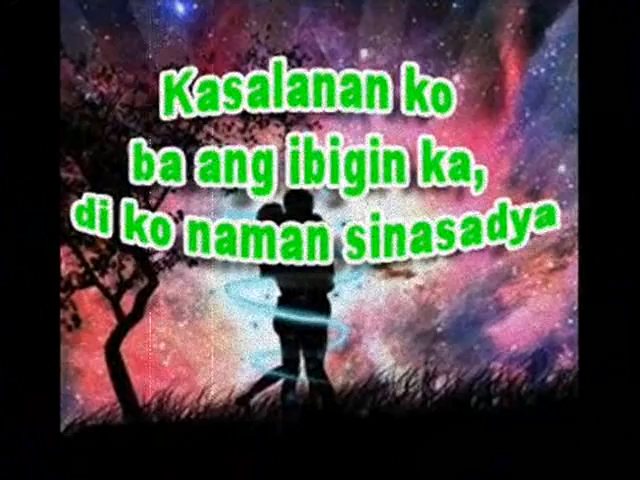 Kasalanan ko
ba ang ibigin ka,
di ko naman sinasadya